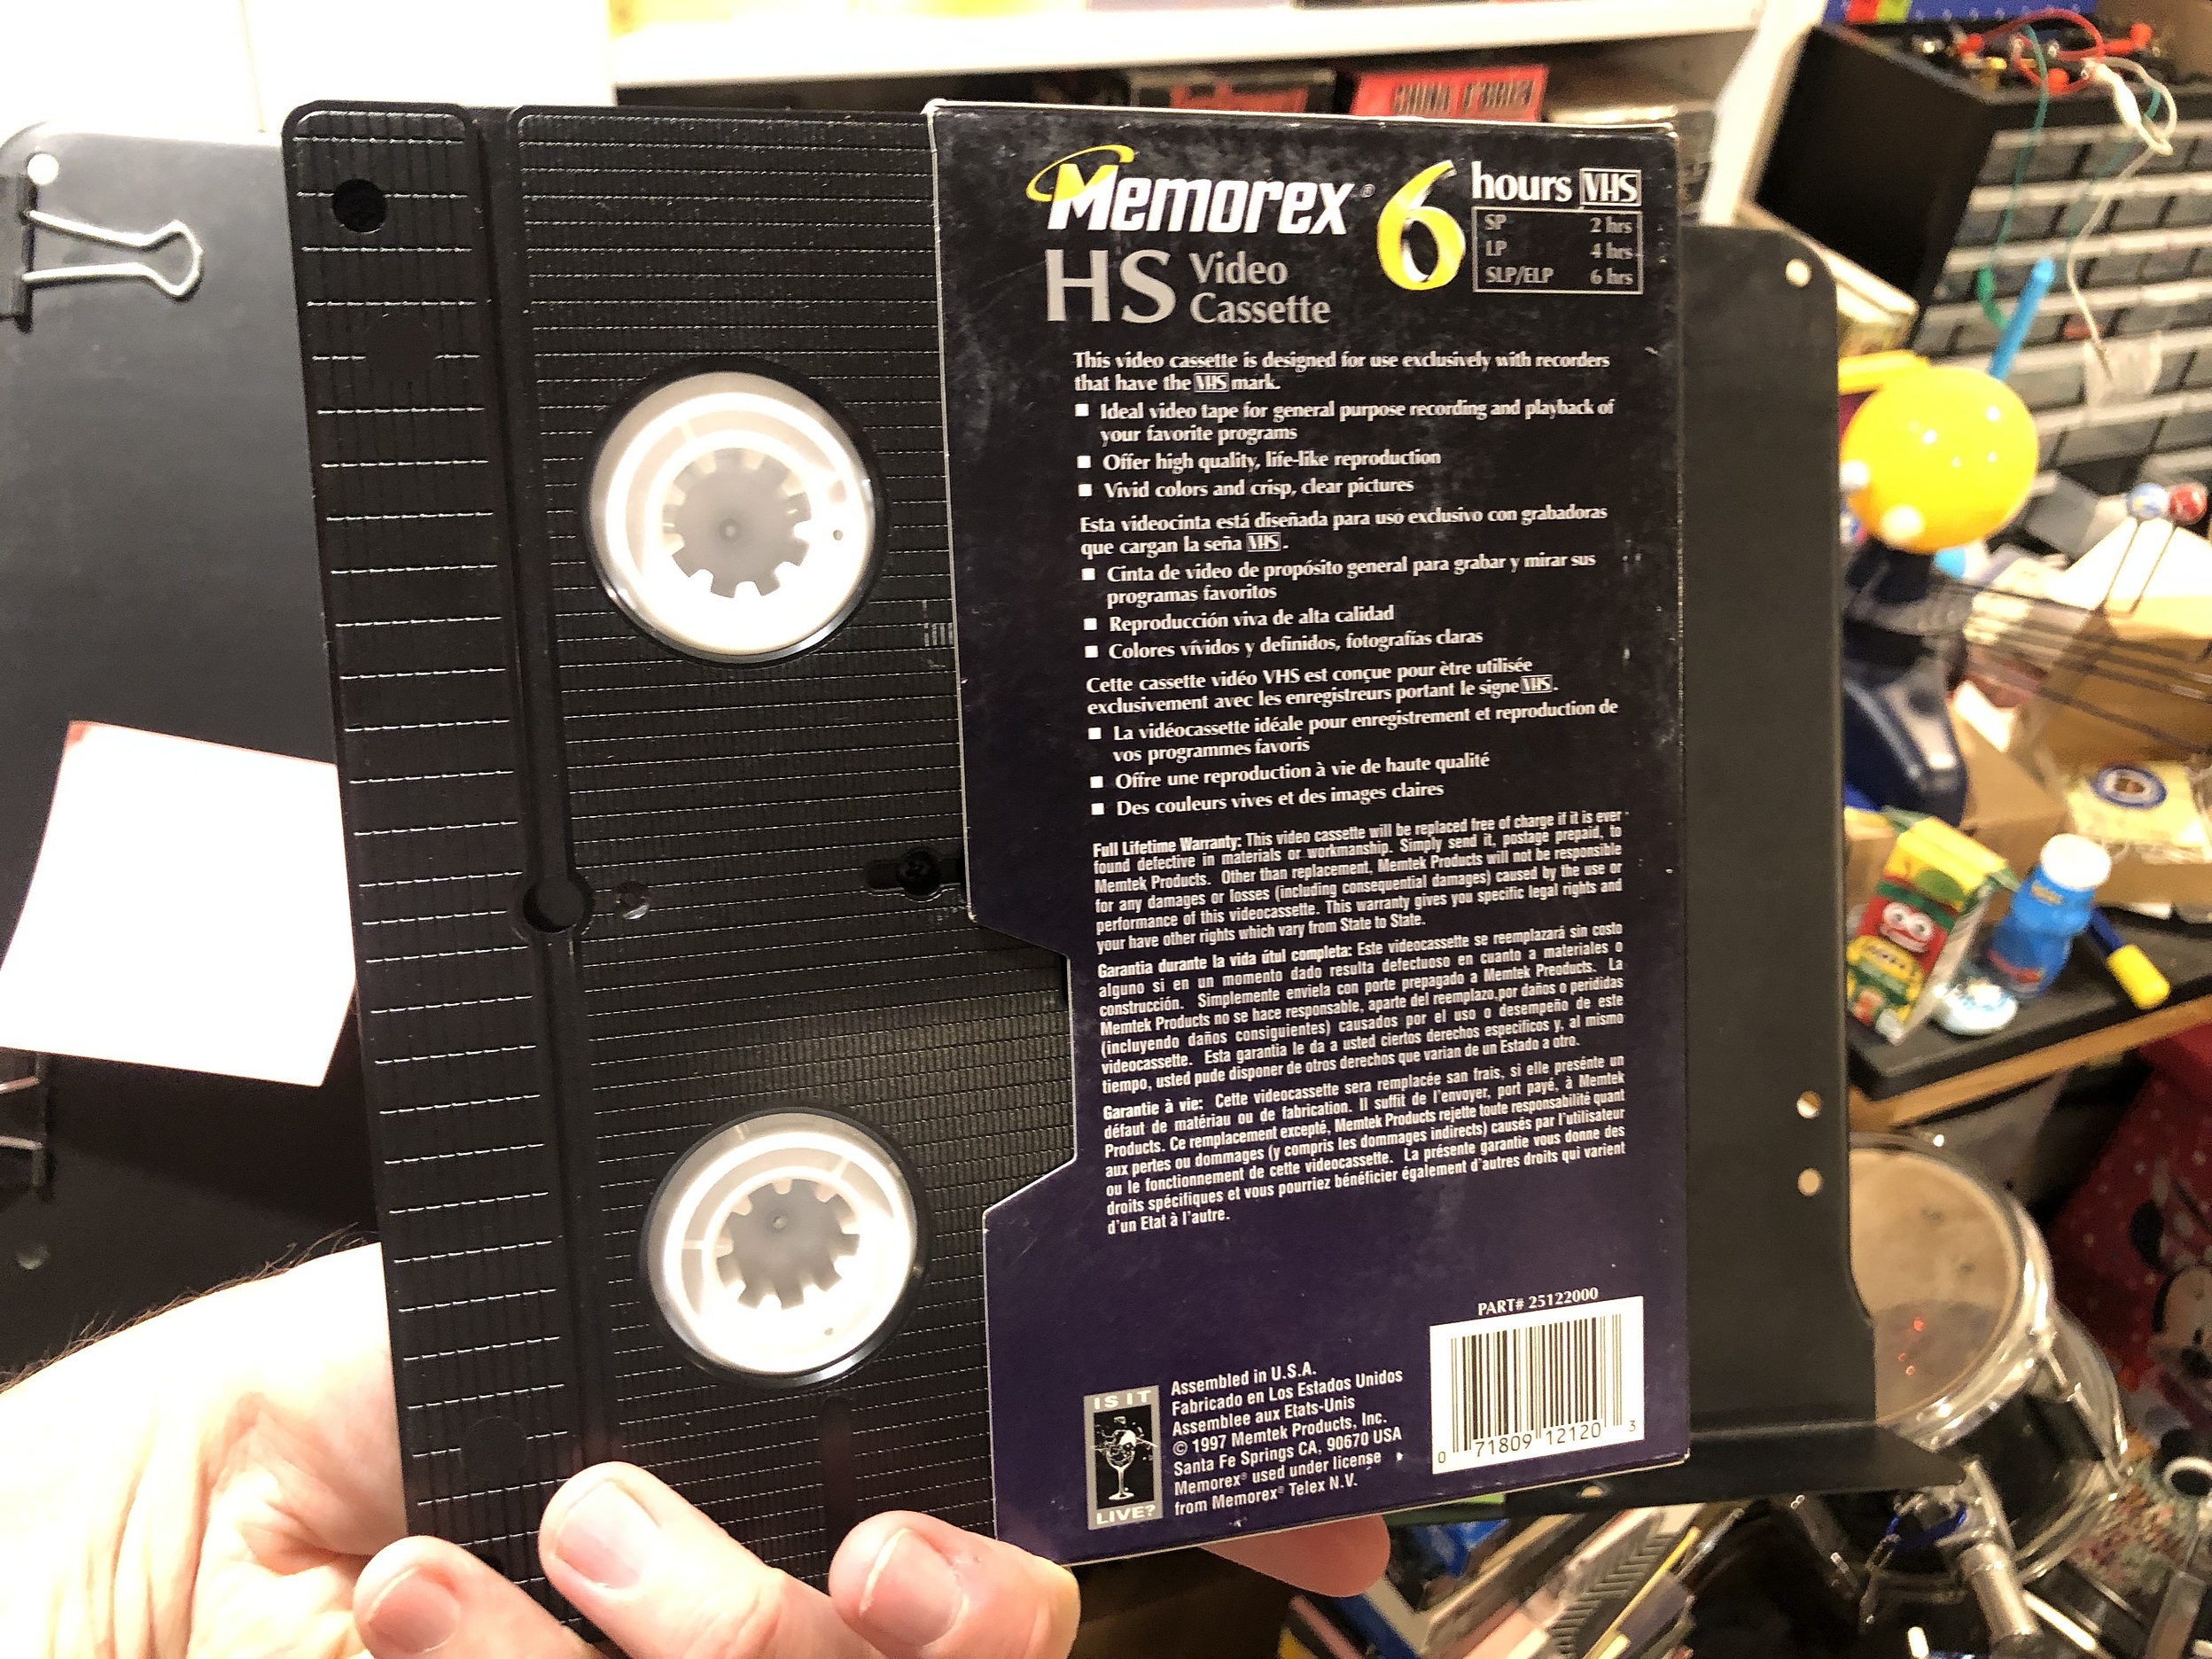 CHINA O'BRIEN
Memorex® 6 hours VHS
SP 2 hrs
LP 4 hrs
SLP/ELP 6 hrs
HS Video
Cassette
This video cassette is designed for use exclusively with recorders
that have the VHS mark.
■ Ideal video tape for general purpose recording and playback of
your favorite programs
■ Offer high quality, life-like reproduction
■ Vivid colors and crisp, clear pictures
Esta videocinta está diseñada para uso exclusivo con grabadoras
que cargan la seña VHS.
■ Cinta de video de propósito general para grabar y mirar sus
programas favoritos
■ Reproducción viva de alta calidad
■ Colores vívidos y definidos, fotografías claras
Cette cassette vidéo VHS est conçue pour ètre utilisée
exclusivement avec les enregistreurs portant le signe VHS.
■ La vidéocassette idéale pour enregistrement et reproduction de
vos programmes favoris
■ Offre une reproduction à vie de haute qualité
■ Des couleurs vives et des images claires
Full Lifetime Warranty: This video cassette will be replaced free of charge if it is ever
found defective in materials or workmanship. Simply send it, postage prepaid, to
Memtek Products. Other than replacement, Memtek Products will not be responsible
for any damages or losses (including consequential damages) caused by the use or
performance of this videocassette. This warranty gives you specific legal rights and
your have other rights which vary from State to State.
Garantia durante la vida útul completa: Este videocassette se reemplazará sin costo
alguno si en un momento dado resulta defectuoso en cuanto a materiales o
construcción. Simplemente enviela con porte prepagado a Memtek Preoducts. La
Memtek Products no se hace responsable, aparte del reemplazo,por daños o perididas
(incluyendo daños consiguientes) causados por el uso o desempeño de este
videocassette. Esta garantia le da a usted ciertos derechos especificos y, al mismo
tiempo, usted pude disponer de otros derechos que varian de un Estado a otro.
Garantie à vie: Cette videocassette sera remplacée san frais, si elle presénte un
défaut de matériau ou de fabrication. Il suffit de l'envoyer, port payé, à Memtek
Products. Ce remplacement excepté, Memtek Products rejette toute responsabilité quant
aux pertes ou dommages (y compris les dommages indirects) causés par l'utilisateur
ou le fonctionnement de cette videocassette. La présente garantie vous donne des
droits spécifiques et vous pourriez bénéficier également d'autres droits qui varient
d'un Etat à l'autre.
PART# 25122000
0 71809 12120 3
IS IT
LIVE?
Assembled in U.S.A.
Fabricado en Los Estados Unidos
Assemblee aux Etats-Unis
© 1997 Memtek Products, Inc.
Santa Fe Springs CA, 90670 USA
Memorex® used under license
from Memorex® Telex N.V.